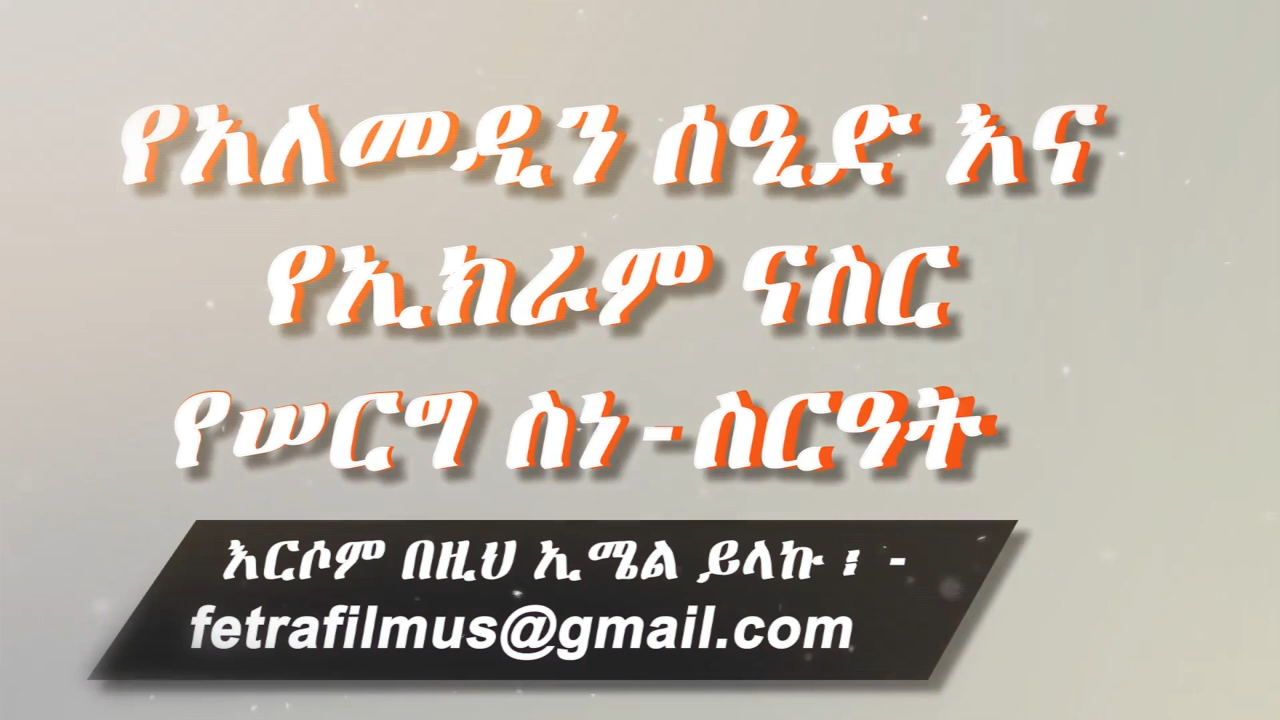 የአለመዲን ሰዒድ እና
የኢክራም ናስር
የሠርግ ስነ-ስርዓት
እርሶም በዚህ ኢሜል ይላኩ ፥ -
fetrafilmus@gmail.com